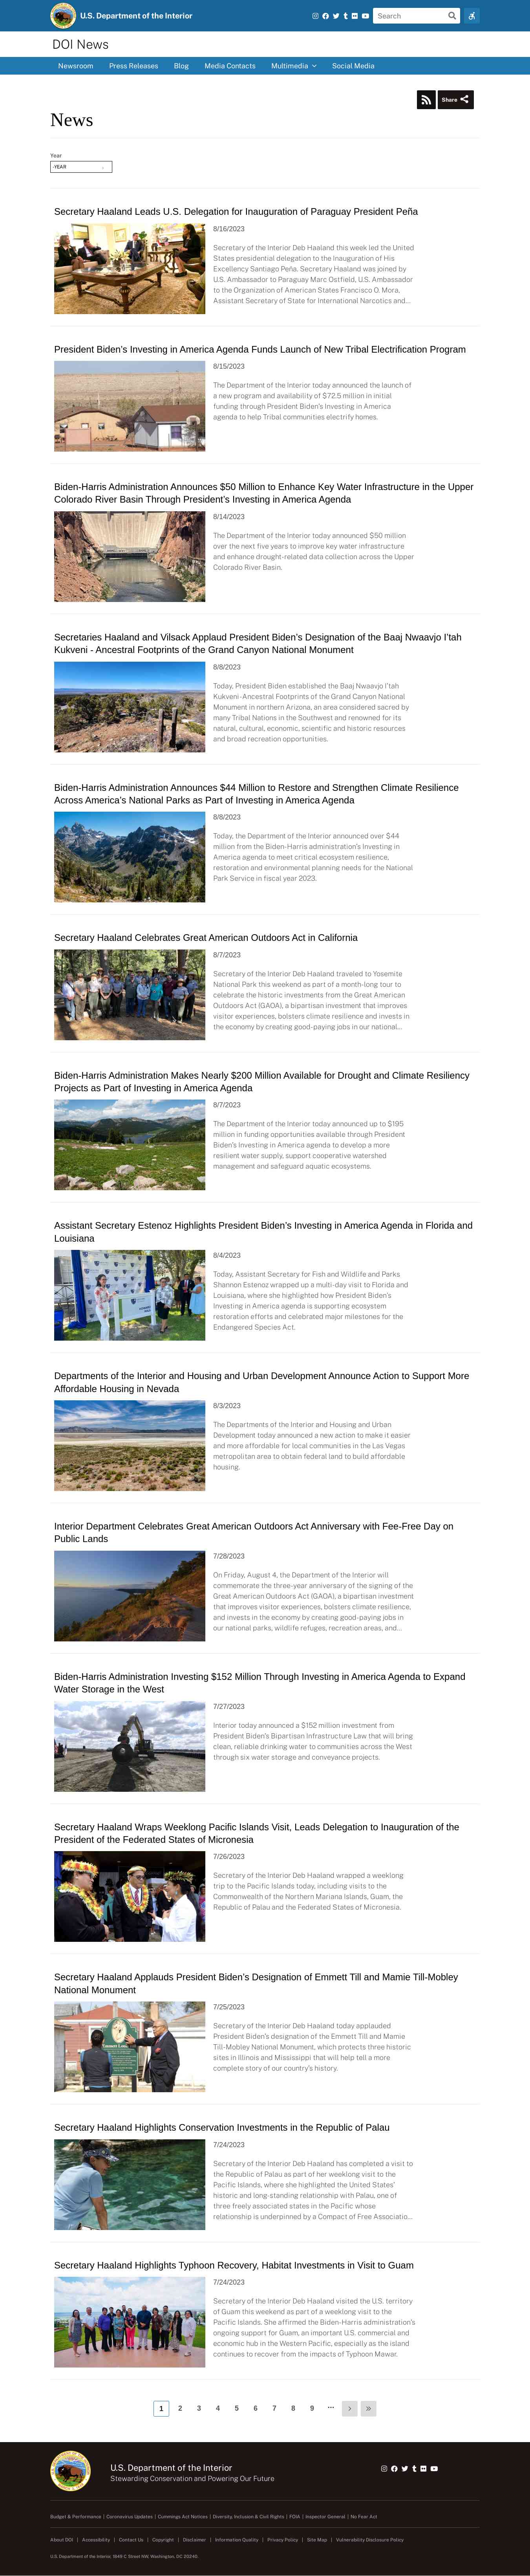 U.S. Department of the Interior
Search
DOI News
Newsroom
Press Releases
Blog
Media Contacts
Multimedia
Social Media
Share
News
Year
-YEAR
Secretary Haaland Leads U.S. Delegation for Inauguration of Paraguay President Peña
8/16/2023
Secretary of the Interior Deb Haaland this week led the United
States presidential delegation to the Inauguration of His
Excellency Santiago Peña. Secretary Haaland was joined by
U.S. Ambassador to Paraguay Marc Ostfield, U.S. Ambassador
to the Organization of American States Francisco O. Mora,
Assistant Secretary of State for International Narcotics and...
President Biden's Investing in America Agenda Funds Launch of New Tribal Electrification Program
8/15/2023
The Department of the Interior today announced the launch of
a new program and availability of $72.5 million in initial
funding through President Biden's Investing in America
agenda to help Tribal communities electrify homes.
Biden-Harris Administration Announces $50 Million to Enhance Key Water Infrastructure in the Upper
Colorado River Basin Through President's Investing in America Agenda
8/14/2023
The Department of the Interior today announced $50 million
over the next five years to improve key water infrastructure
and enhance drought-related data collection across the Upper
Colorado River Basin.
Secretaries Haaland and Vilsack Applaud President Biden's Designation of the Baaj Nwaavjo I'tah
Kukveni - Ancestral Footprints of the Grand Canyon National Monument
8/8/2023
Today, President Biden established the Baaj Nwaavjo I'tah
Kukveni - Ancestral Footprints of the Grand Canyon National
Monument in northern Arizona, an area considered sacred by
many Tribal Nations in the Southwest and renowned for its
natural, cultural, economic, scientific and historic resources
and broad recreation opportunities.
Biden-Harris Administration Announces $44 Million to Restore and Strengthen Climate Resilience
Across America's National Parks as Part of Investing in America Agenda
8/8/2023
Today, the Department of the Interior announced over $44
million from the Biden-Harris administration's Investing in
America agenda to meet critical ecosystem resilience,
restoration and environmental planning needs for the National
Park Service in fiscal year 2023.
Secretary Haaland Celebrates Great American Outdoors Act in California
8/7/2023
Secretary of the Interior Deb Haaland traveled to Yosemite
National Park this weekend as part of a month-long tour to
celebrate the historic investments from the Great American
Outdoors Act (GAOA), a bipartisan investment that improves
visitor experiences, bolsters climate resilience and invests in
the economy by creating good-paying jobs in our national...
Biden-Harris Administration Makes Nearly $200 Million Available for Drought and Climate Resiliency
Projects as Part of Investing in America Agenda
8/7/2023
The Department of the Interior today announced up to $195
million in funding opportunities available through President
Biden's Investing in America agenda to develop a more
resilient water supply, support cooperative watershed
management and safeguard aquatic ecosystems.
Assistant Secretary Estenoz Highlights President Biden's Investing in America Agenda in Florida and
Louisiana
8/4/2023
Today, Assistant Secretary for Fish and Wildlife and Parks
Shannon Estenoz wrapped up a multi-day visit to Florida and
Louisiana, where she highlighted how President Biden's
Investing in America agenda is supporting ecosystem
restoration efforts and celebrated major milestones for the
Endangered Species Act.
Departments of the Interior and Housing and Urban Development Announce Action to Support More
Affordable Housing in Nevada
8/3/2023
The Departments of the Interior and Housing and Urban
Development today announced a new action to make it easier
and more affordable for local communities in the Las Vegas
metropolitan area to obtain federal land to build affordable
housing.
Interior Department Celebrates Great American Outdoors Act Anniversary with Fee-Free Day on
Public Lands
7/28/2023
On Friday, August 4, the Department of the Interior will
commemorate the three-year anniversary of the signing of the
Great American Outdoors Act (GAOA), a bipartisan investment
that improves visitor experiences, bolsters climate resilience,
and invests in the economy by creating good-paying jobs in
our national parks, wildlife refuges, recreation areas, and...
Biden-Harris Administration Investing $152 Million Through Investing in America Agenda to Expand
Water Storage in the West
7/27/2023
Interior today announced a $152 million investment from
President Biden's Bipartisan Infrastructure Law that will bring
clean, reliable drinking water to communities across the West
through six water storage and conveyance projects.
Secretary Haaland Wraps Weeklong Pacific Islands Visit, Leads Delegation to Inauguration of the
President of the Federated States of Micronesia
7/26/2023
Secretary of the Interior Deb Haaland wrapped a weeklong
trip to the Pacific Islands today, including visits to the
Commonwealth of the Northern Mariana Islands, Guam, the
Republic of Palau and the Federated States of Micronesia.
Secretary Haaland Applauds President Biden's Designation of Emmett Till and Mamie Till-Mobley
National Monument
7/25/2023
Secretary of the Interior Deb Haaland today applauded
President Biden's designation of the Emmett Till and Mamie
Till-Mobley National Monument, which protects three historic
sites in Illinois and Mississippi that will help tell a more
complete story of our country's history.
Secretary Haaland Highlights Conservation Investments in the Republic of Palau
7/24/2023
Secretary of the Interior Deb Haaland has completed a visit to
the Republic of Palau as part of her weeklong visit to the
Pacific Islands, where she highlighted the United States'
historic and long-standing relationship with Palau, one of
three freely associated states in the Pacific whose
relationship is underpinned by a Compact of Free Associatio...
Secretary Haaland Highlights Typhoon Recovery, Habitat Investments in Visit to Guam
7/24/2023
Secretary of the Interior Deb Haaland visited the U.S. territory
of Guam this weekend as part of a weeklong visit to the
Pacific Islands. She affirmed the Biden-Harris administration's
ongoing support for Guam, an important U.S. commercial and
economic hub in the Western Pacific, especially as the island
continues to recover from the impacts of Typhoon Mawar.
1 2 3 4 5 6 7 8 9 ... › »
U.S. Department of the Interior
Stewarding Conservation and Powering Our Future
Budget & Performance | Coronavirus Updates | Cummings Act Notices | Diversity, Inclusion & Civil Rights | FOIA | Inspector General | No Fear Act
About DOI | Accessibility | Contact Us | Copyright | Disclaimer | Information Quality | Privacy Policy | Site Map | Vulnerability Disclosure Policy
U.S. Department of the Interior, 1849 C Street NW, Washington, DC 20240.